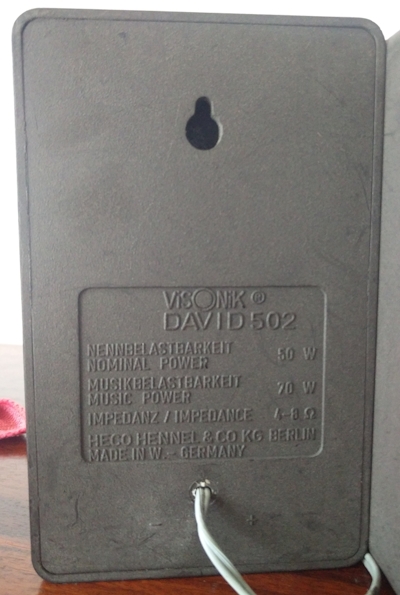 ViSONiK ®
DAVID 502
NENNBELASTBARKEIT
NOMINAL POWER 50 W
MUSIKBELASTBARKEIT
MUSIC POWER 70 W
IMPEDANZ / IMPEDANCE 4-8 Ω
HECO HENNEL & CO KG BERLIN
MADE IN W.-GERMANY
- +